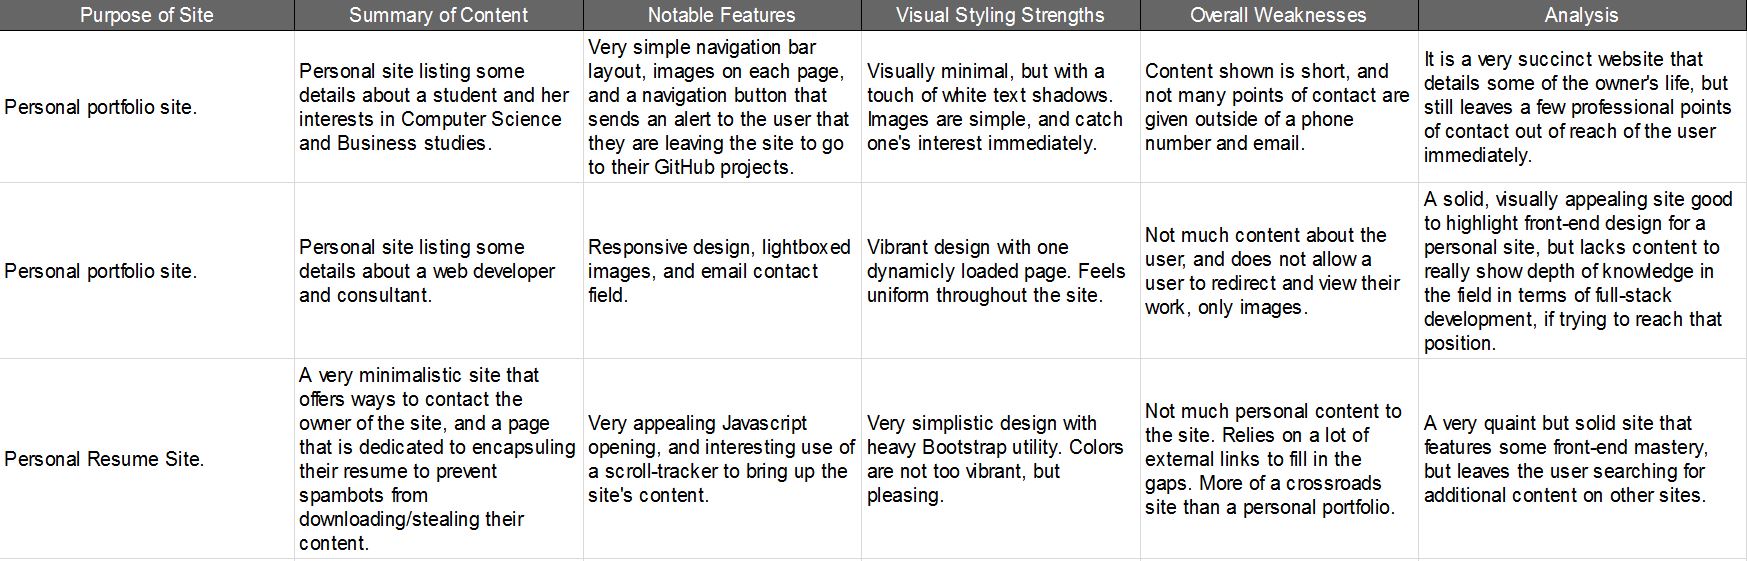 Purpose of Site
Summary of Content
Notable Features
Visual Styling Strengths
Overall Weaknesses
Analysis
Personal portfolio site.
Personal site listing some
details about a student and her
interests in Computer Science
and Business studies.
Very simple navigation bar
layout, images on each page,
and a navigation button that
sends an alert to the user that
they are leaving the site to go
to their GitHub projects.
Visually minimal, but with a
touch of white text shadows.
Images are simple, and catch
one's interest immediately.
Content shown is short, and
not many points of contact are
given outside of a phone
number and email.
It is a very succinct website that
details some of the owner's life, but
still leaves a few professional points
of contact out of reach of the user
immediately.
Personal portfolio site.
Personal site listing some
details about a web developer
and consultant.
Responsive design, lightboxed
images, and email contact
field.
Vibrant design with one
dynamicly loaded page. Feels
uniform throughout the site.
Not much content about the
user, and does not allow a
user to redirect and view their
work, only images.
A solid, visually appealing site good
to highlight front-end design for a
personal site, but lacks content to
really show depth of knowledge in
the field in terms of full-stack
development, if trying to reach that
position.
Personal Resume Site.
A very minimalistic site that
offers ways to contact the
owner of the site, and a page
that is dedicated to encapsuling
their resume to prevent
spambots from
downloading/stealing their
content.
Very appealing Javascript
opening, and interesting use of
a scroll-tracker to bring up the
site's content.
Very simplistic design with
heavy Bootstrap utility. Colors
are not too vibrant, but
pleasing.
Not much personal content to
the site. Relies on a lot of
external links to fill in the
gaps. More of a crossroads
site than a personal portfolio.
A very quaint but solid site that
features some front-end mastery,
but leaves the user searching for
additional content on other sites.